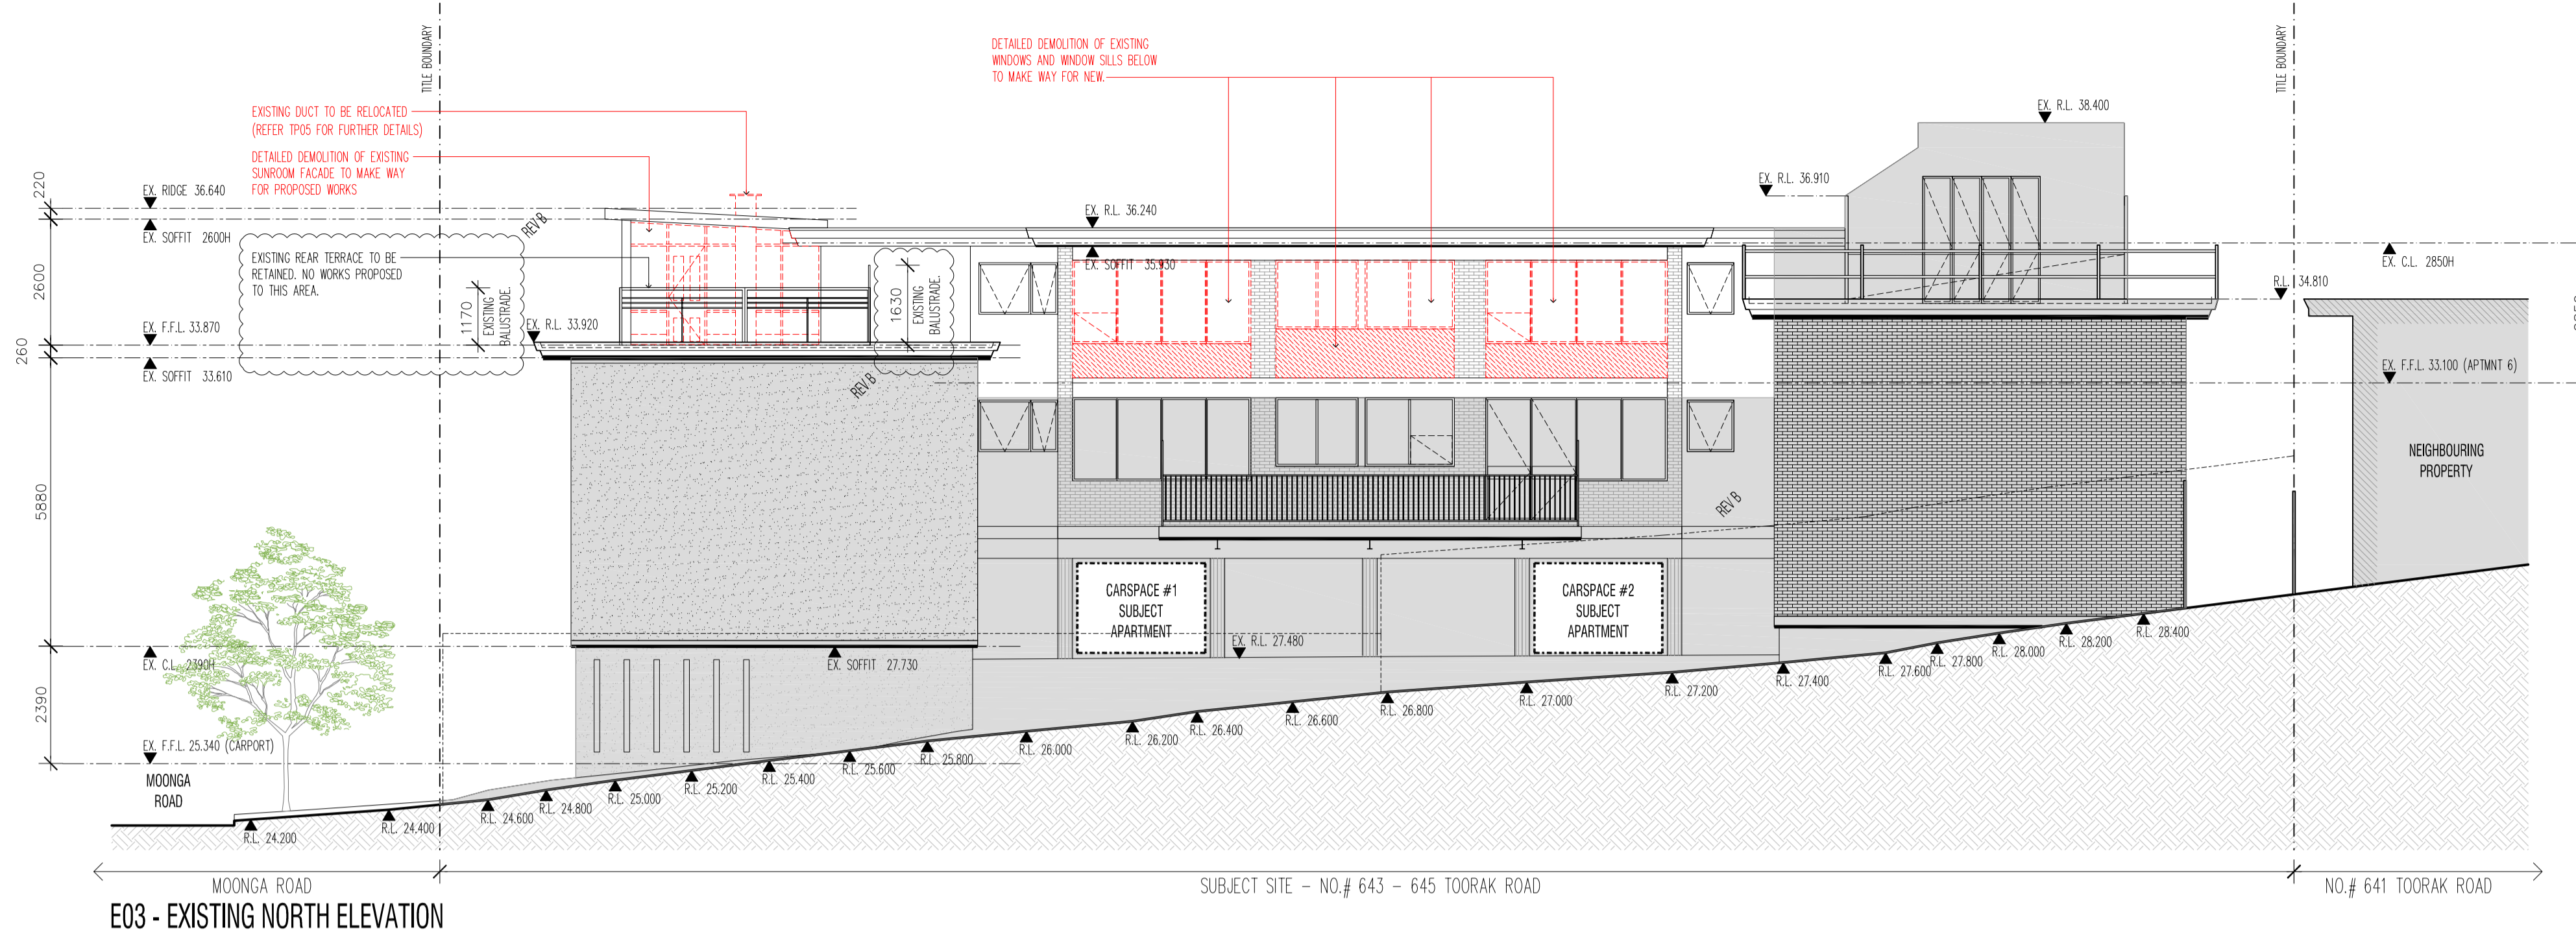 TITLE BOUNDARY
TITLE BOUNDARY
DETAILED DEMOLITION OF EXISTING
WINDOWS AND WINDOW SILLS BELOW
TO MAKE WAY FOR NEW.
EXISTING DUCT TO BE RELOCATED
(REFER TP05 FOR FURTHER DETAILS)
DETAILED DEMOLITION OF EXISTING
SUNROOM FACADE TO MAKE WAY
FOR PROPOSED WORKS
EX. R.L. 38.400
EX. R.L. 36.910
220
EX. RIDGE 36.640
EX. SOFFIT 2600H
REV B
EX. R.L. 36.240
EX. SOFFIT 35.930
EXISTING REAR TERRACE TO BE
RETAINED. NO WORKS PROPOSED
TO THIS AREA.
2600
1170
EXISTING
BALUSTRADE.
1630
EXISTING
BALUSTRADE.
EX. C.L. 2850H
R.L. 34.810
EX. F.F.L. 33.870
EX. R.L. 33.920
260
EX. SOFFIT 33.610
REV B
EX. F.F.L. 33.100 (APTMNT 6)
NEIGHBOURING
PROPERTY
5880
REV B
CARSPACE #1
SUBJECT
APARTMENT
CARSPACE #2
SUBJECT
APARTMENT
EX. R.L. 27.480
EX. C.L. 2390H
EX. SOFFIT 27.730
2390
EX. F.F.L. 25.340 (CARPORT)
MOONGA
ROAD
R.L. 24.200
R.L. 24.400
R.L. 24.600
R.L. 24.800
R.L. 25.000
R.L. 25.200
R.L. 25.400
R.L. 25.600
R.L. 25.800
R.L. 26.000
R.L. 26.200
R.L. 26.400
R.L. 26.600
R.L. 26.800
R.L. 27.000
R.L. 27.200
R.L. 27.400
R.L. 27.600
R.L. 27.800
R.L. 28.000
R.L. 28.200
R.L. 28.400
MOONGA ROAD
SUBJECT SITE - NO.# 643 - 645 TOORAK ROAD
NO.# 641 TOORAK ROAD
E03 - EXISTING NORTH ELEVATION